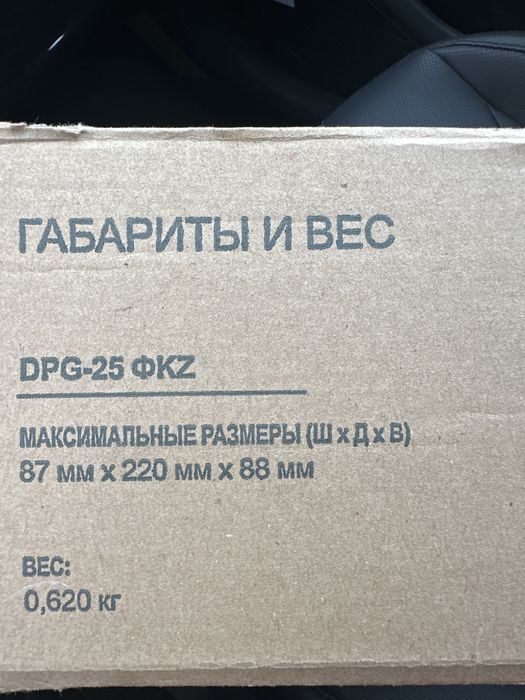 ГАБАРИТЫ И ВЕС
DPG-25 ФKZ
МАКСИМАЛЬНЫЕ РАЗМЕРЫ (Ш х Д х В)
87 мм х 220 мм х 88 мм
ВЕС:
0,620 кг